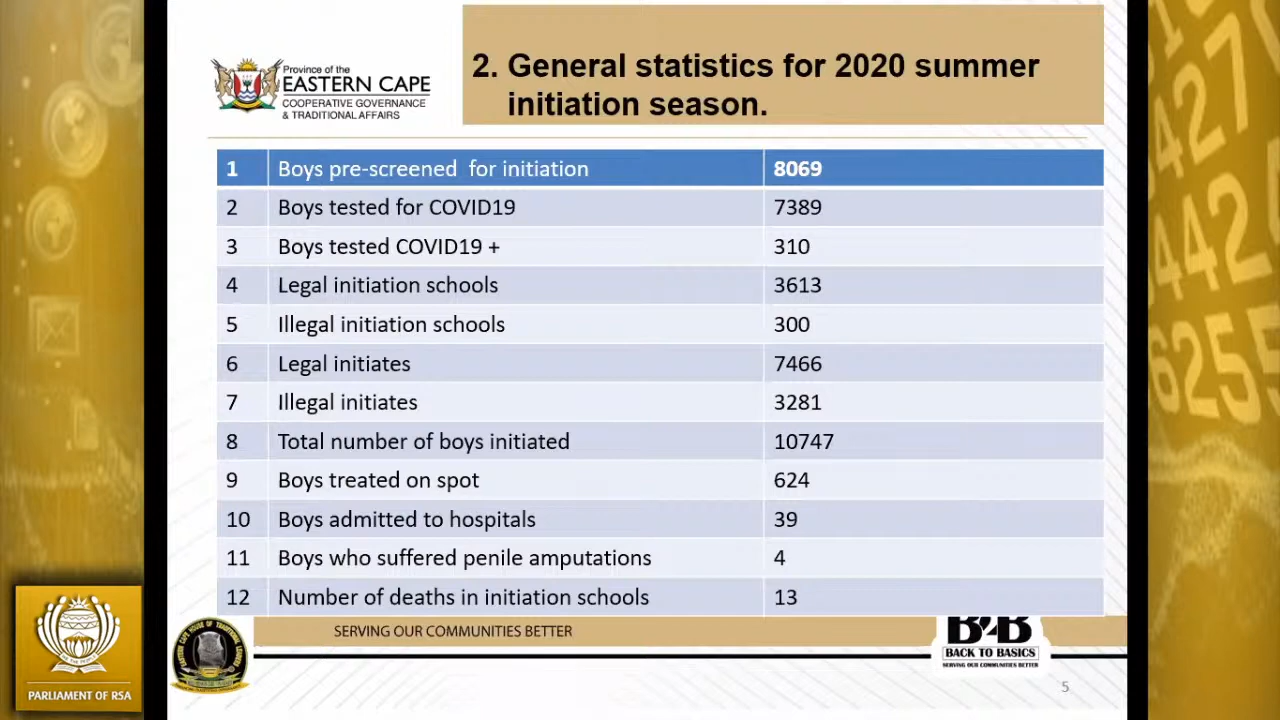 Province of the
EASTERN CAPE
COOPERATIVE GOVERNANCE
& TRADITIONAL AFFAIRS
2. General statistics for 2020 summer
initiation season.
1 Boys pre-screened for initiation 8069
2 Boys tested for COVID19 7389
3 Boys tested COVID19 + 310
4 Legal initiation schools 3613
5 Illegal initiation schools 300
6 Legal initiates 7466
7 Illegal initiates 3281
8 Total number of boys initiated 10747
9 Boys treated on spot 624
10 Boys admitted to hospitals 39
11 Boys who suffered penile amputations 4
12 Number of deaths in initiation schools 13
SERVING OUR COMMUNITIES BETTER
B2B
BACK TO BASICS
SERVING OUR COMMUNITIES BETTER
5
PARLIAMENT OF RSA